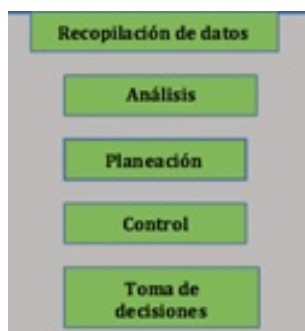 Recopilación de datos
Análisis
Planeación
Control
Toma de
decisiones